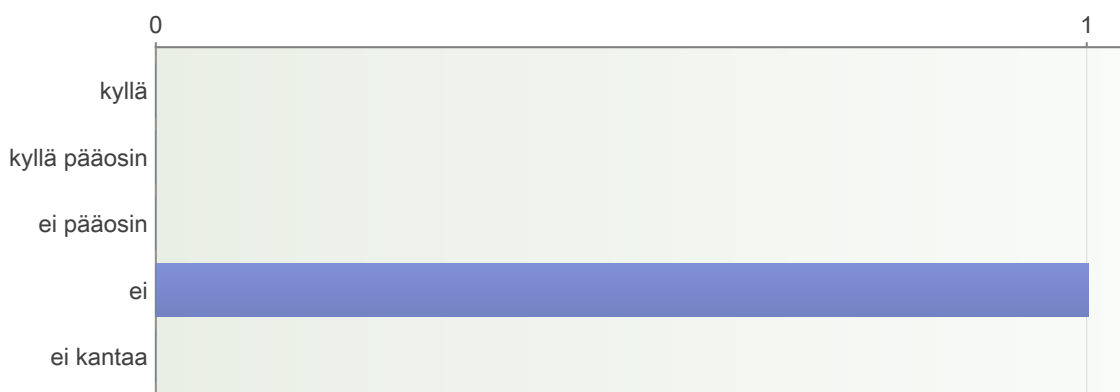 0 1
kyllä
kyllä pääosin
ei pääosin
ei
ei kantaa